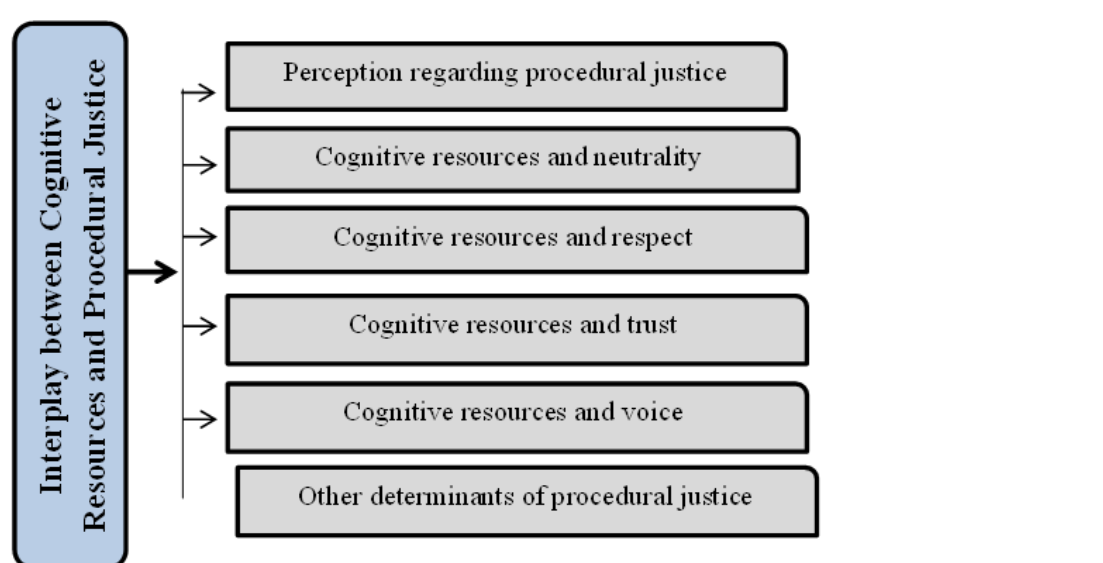 Interplay between Cognitive
Resources and Procedural Justice
Perception regarding procedural justice
Cognitive resources and neutrality
Cognitive resources and respect
Cognitive resources and trust
Cognitive resources and voice
Other determinants of procedural justice